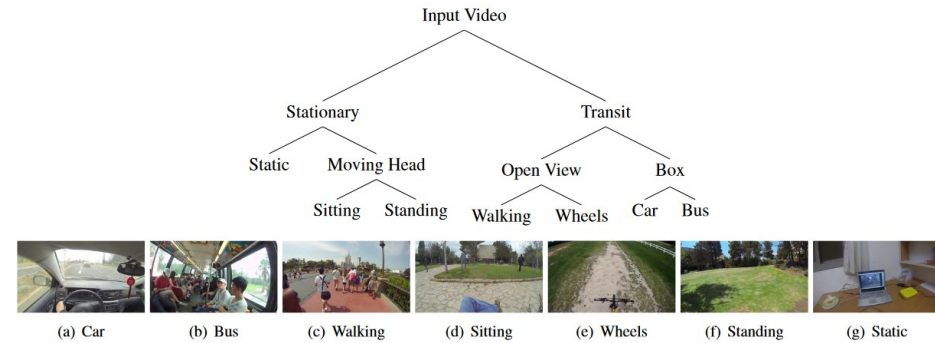 Input Video
Stationary Transit
Static Moving Head Open View Box
Sitting Standing Walking Wheels Car Bus
(a) Car (b) Bus (c) Walking (d) Sitting (e) Wheels (f) Standing (g) Static